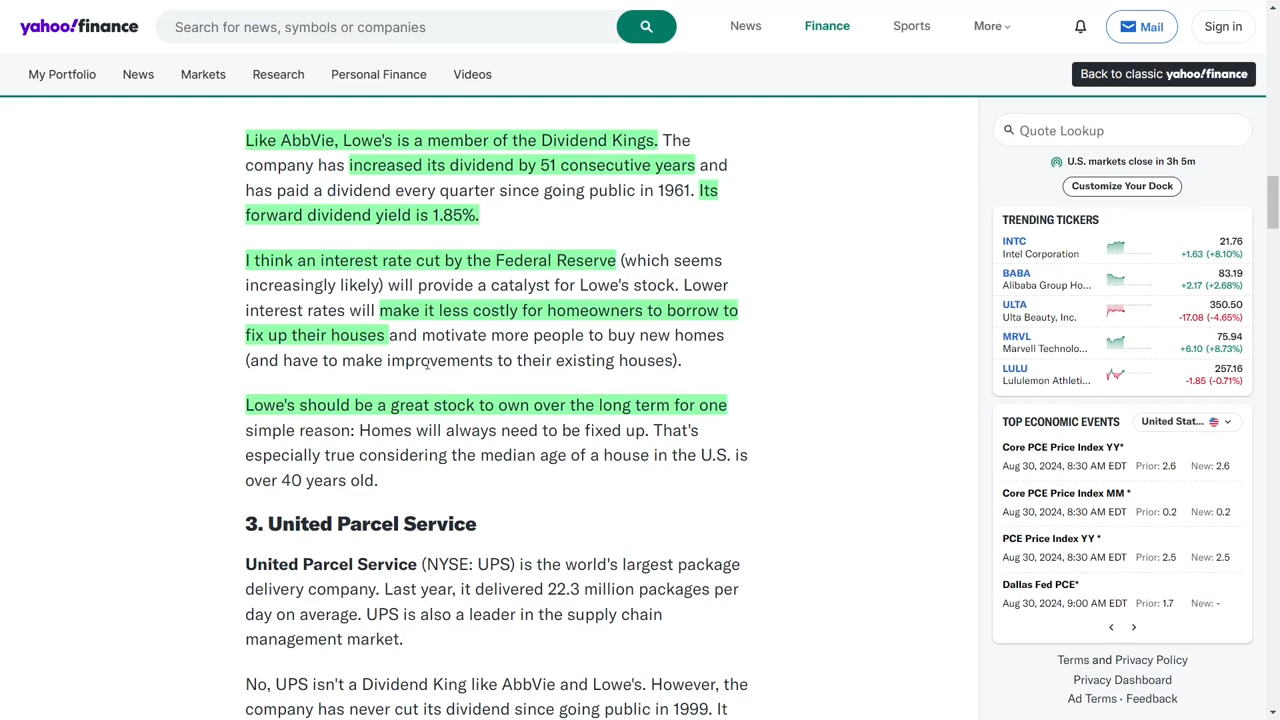 yahoo!finance
Search for news, symbols or companies
News
Finance
Sports
More
Mail
Sign in
My Portfolio
News
Markets
Research
Personal Finance
Videos
Back to classic yahoo!finance
Like AbbVie, Lowe's is a member of the Dividend Kings. The
company has increased its dividend by 51 consecutive years and
has paid a dividend every quarter since going public in 1961. Its
forward dividend yield is 1.85%.
I think an interest rate cut by the Federal Reserve (which seems
increasingly likely) will provide a catalyst for Lowe's stock. Lower
interest rates will make it less costly for homeowners to borrow to
fix up their houses and motivate more people to buy new homes
(and have to make improvements to their existing houses).
Lowe's should be a great stock to own over the long term for one
simple reason: Homes will always need to be fixed up. That's
especially true considering the median age of a house in the U.S. is
over 40 years old.
3. United Parcel Service
United Parcel Service (NYSE: UPS) is the world's largest package
delivery company. Last year, it delivered 22.3 million packages per
day on average. UPS is also a leader in the supply chain
management market.
No, UPS isn't a Dividend King like AbbVie and Lowe's. However, the
company has never cut its dividend since going public in 1999. It
Quote Lookup
U.S. markets close in 3h 5m
Customize Your Dock
TRENDING TICKERS
INTC 21.76
Intel Corporation +1.63 (+8.10%)
BABA 83.19
Alibaba Group Ho... +2.17 (+2.68%)
ULTA 350.50
Ulta Beauty, Inc. -17.08 (-4.65%)
MRVL 75.94
Marvell Technolo... +6.10 (+8.73%)
LULU 257.16
Lululemon Athleti... -1.85 (-0.71%)
TOP ECONOMIC EVENTS United Stat...
Core PCE Price Index YY*
Aug 30, 2024, 8:30 AM EDT Prior: 2.6 New: 2.6
Core PCE Price Index MM *
Aug 30, 2024, 8:30 AM EDT Prior: 0.2 New: 0.2
PCE Price Index YY *
Aug 30, 2024, 8:30 AM EDT Prior: 2.5 New: 2.5
Dallas Fed PCE*
Aug 30, 2024, 9:00 AM EDT Prior: 1.7 New: -
Terms and Privacy Policy
Privacy Dashboard
Ad Terms · Feedback